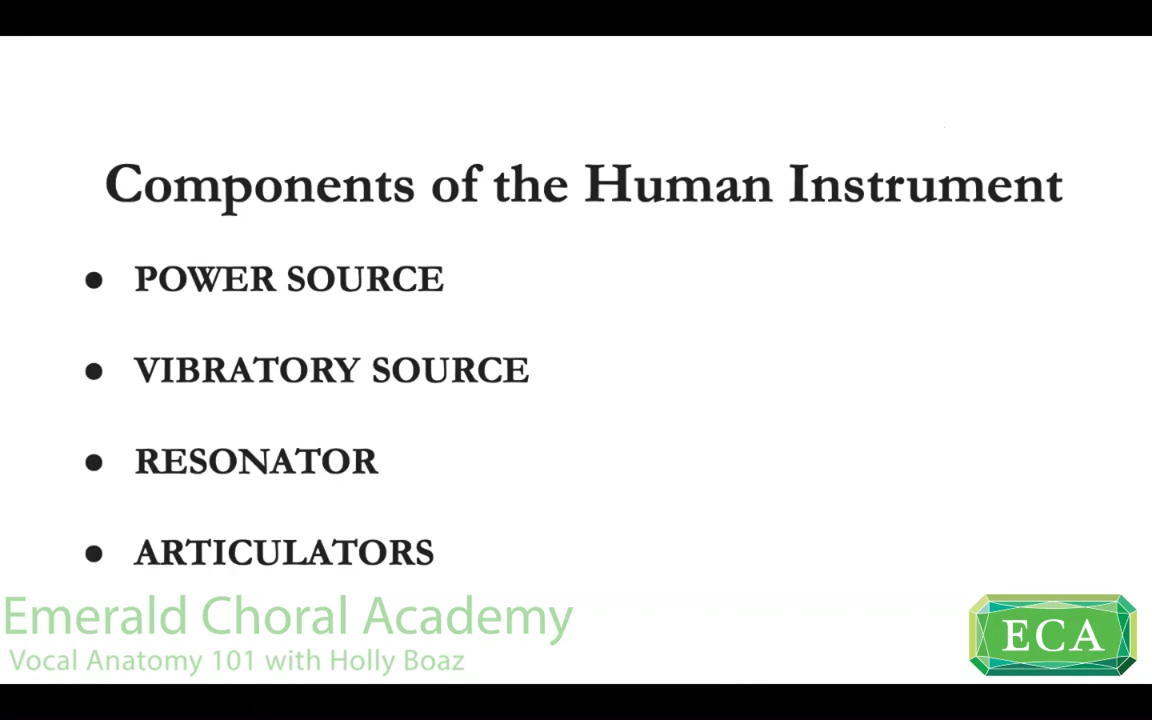 Components of the Human Instrument
● POWER SOURCE
● VIBRATORY SOURCE
● RESONATOR
● ARTICULATORS
Emerald Choral Academy
Vocal Anatomy 101 with Holly Boaz
ECA